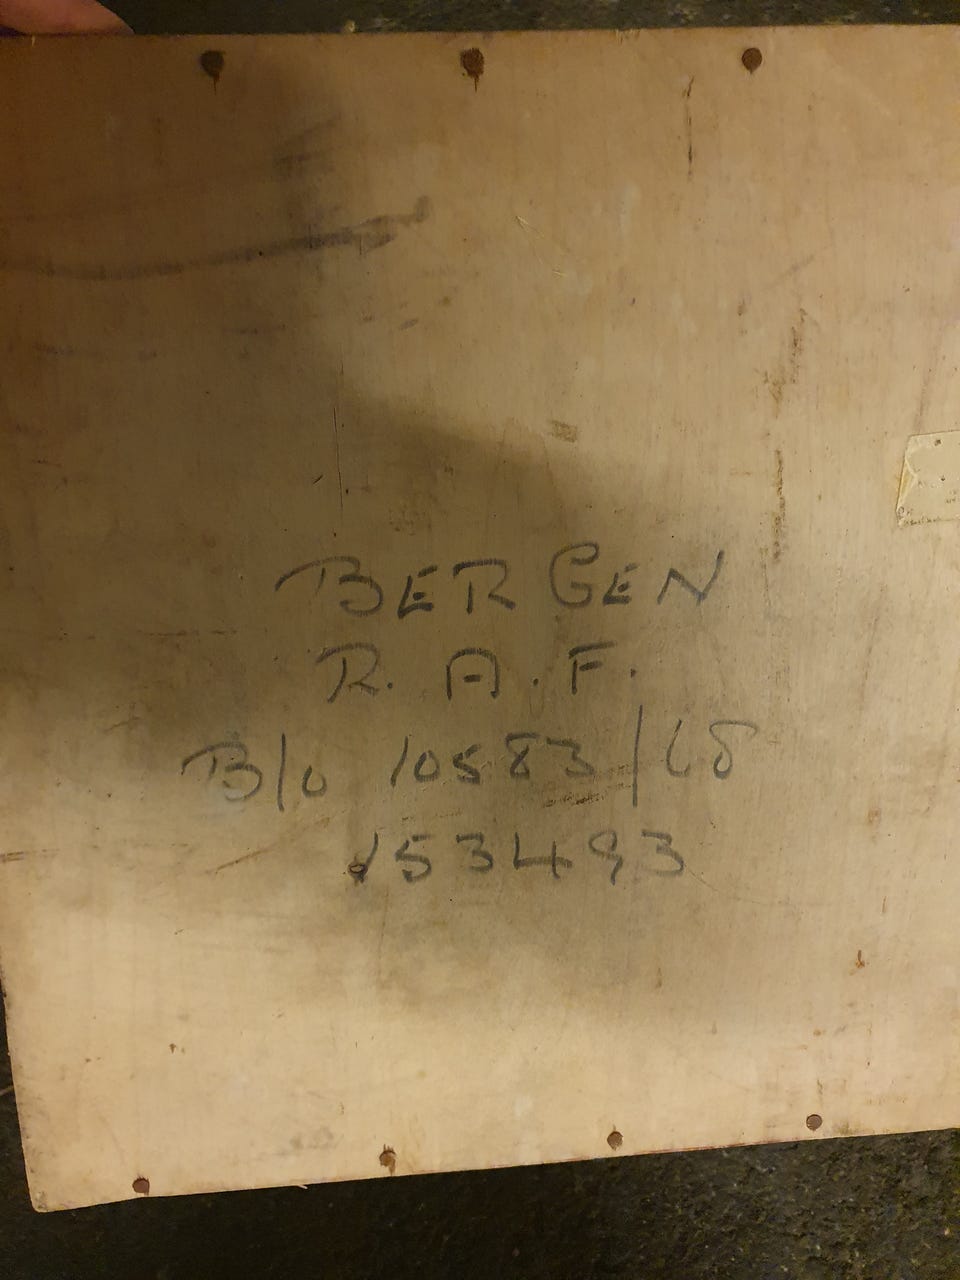 BERGEN
R. A. F.
B/o 10583/68
153493